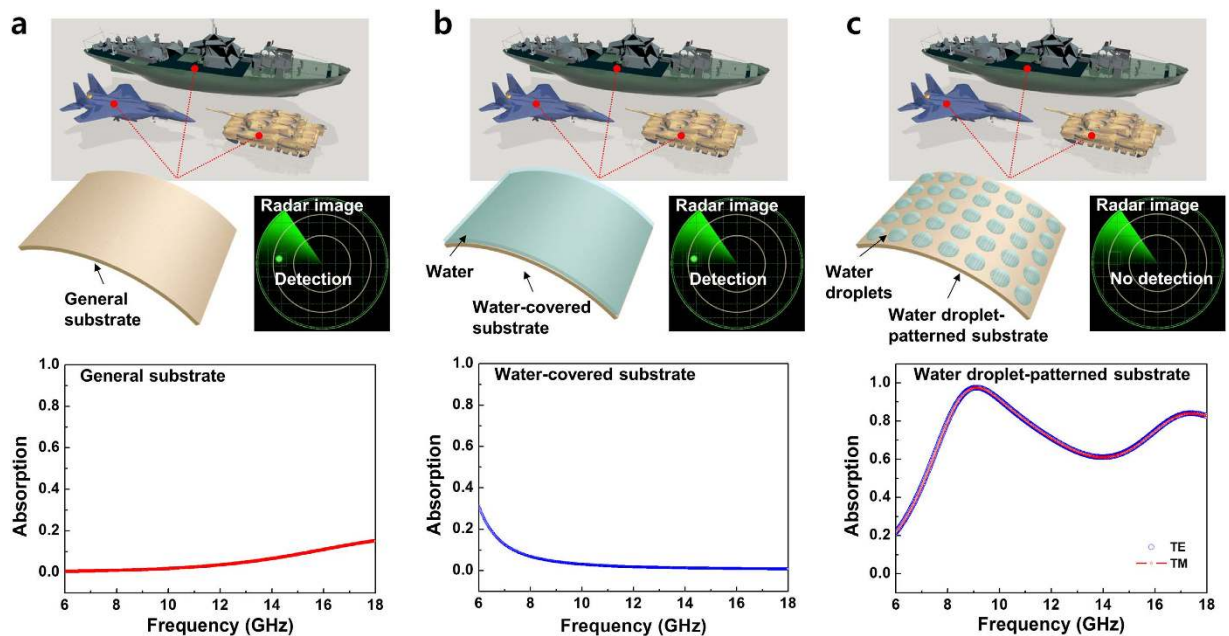 a
Radar image
Detection
General
substrate
General substrate
Absorption
1.0
0.8
0.6
0.4
0.2
0.0
6 8 10 12 14 16 18
Frequency (GHz)
b
Radar image
Water
Detection
Water-covered
substrate
Water-covered substrate
Absorption
1.0
0.8
0.6
0.4
0.2
0.0
6 8 10 12 14 16 18
Frequency (GHz)
c
Radar image
Water
droplets
No detection
Water droplet-
patterned substrate
Water droplet-patterned substrate
Absorption
1.0
0.8
0.6
0.4
0.2
0.0
TE
TM
6 8 10 12 14 16 18
Frequency (GHz)